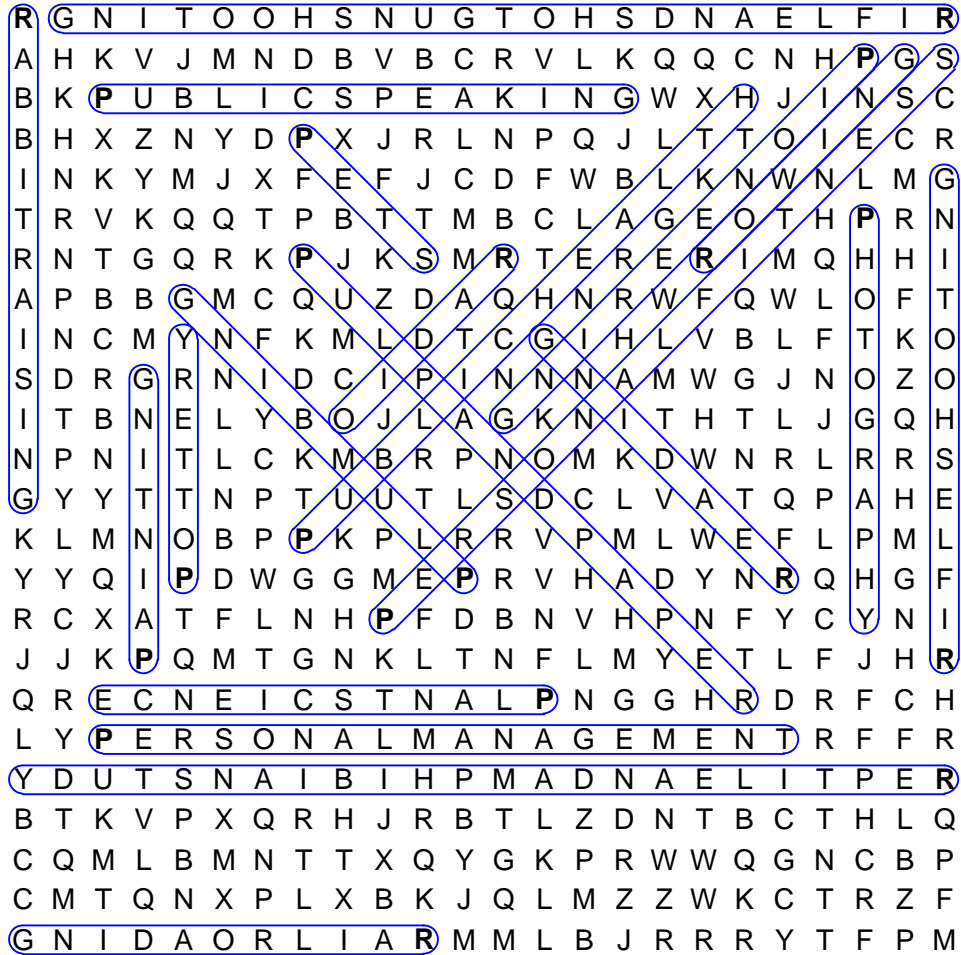 R G N I T O O H S N U G T O H S D N A E L F I R
A H K V J M N D B V B C R V L K Q Q C N H P G S
B K P U B L I C S P E A K I N G W X H J I N S C
B H X Z N Y D P X J R L N P Q J L T T O I E C R
I N K Y M J X F E F J C D F W B L K N W N L M G
T R V K Q Q T P B T T M B C L A G E O T H P R N
R N T G Q R K P J K S M R T E R E R I M Q H H I
A P B B G M C Q U Z D A Q H N R W F Q W L O F T
I N C M Y N F K M L D T C G I H L V B L F T K O
S D R G R N I D C I P I N N N A M W G J N O Z O
I T B N E L Y B O J L A G K N I T H T L J G Q H
N P N I T L C K M B R P N O M K D W N R L R R S
G Y Y T T N P T U U T L S D C L V A T Q P A H E
K L M N O B P P K P L R R V P M L W E F L P M L
Y Y Q I P D W G G M E P R V H A D Y N R Q H G F
R C X A T F L N H P F D B N V H P N F Y C Y N I
J J K P Q M T G N K L T N F L M Y E T L F J H R
Q R E C N E I C S T N A L P N G G H R D R F C H
L Y P E R S O N A L M A N A G E M E N T R F F R
Y D U T S N A I B I H P M A D N A E L I T P E R
B T K V P X Q R H J R B T L Z D N T B C T H L Q
C Q M L B M N T T X Q Y G K P R W W Q G N C B P
C M T Q N X P L X B K J Q L M Z Z W K C T R Z F
G N I D A O R L I A R M M L B J R R R Y T F P M